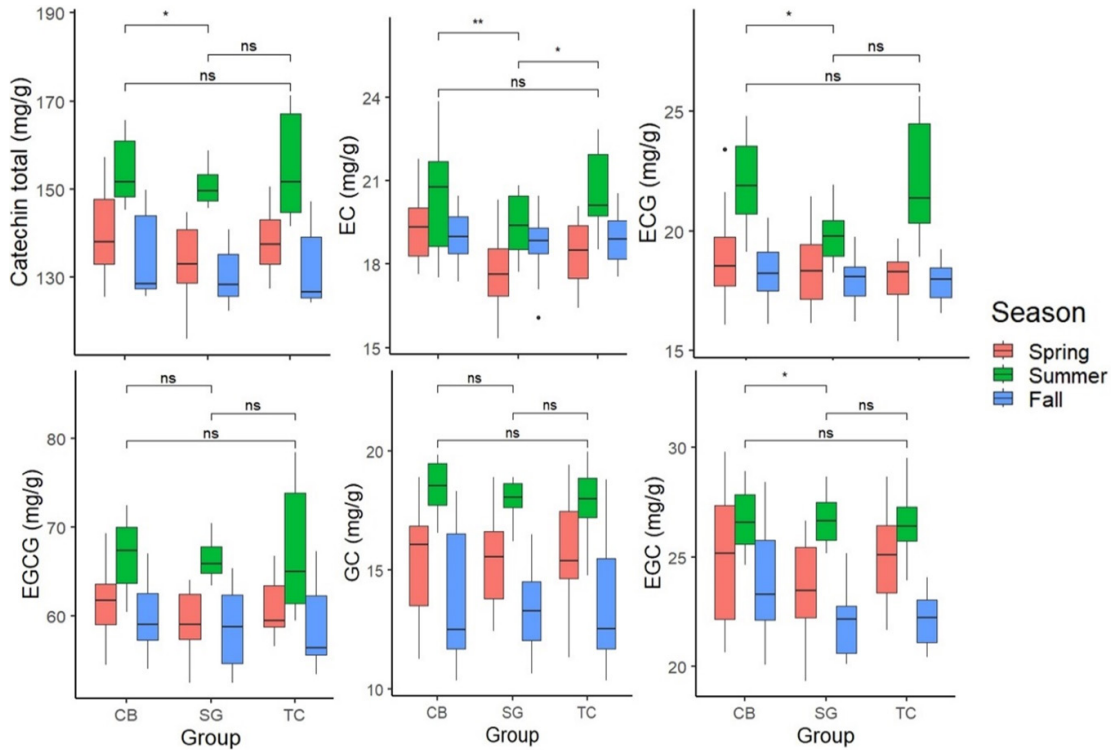 Catechin total (mg/g)
190
170
150
130
*
ns
ns
EC (mg/g)
24
21
18
15
**
*
ns
ECG (mg/g)
25
20
15
*
ns
ns
EGCG (mg/g)
80
70
60
ns
ns
ns
CB SG TC
Group
GC (mg/g)
20
15
10
ns
ns
ns
CB SG TC
Group
EGC (mg/g)
30
25
20
*
ns
ns
CB SG TC
Group
Season
Spring
Summer
Fall